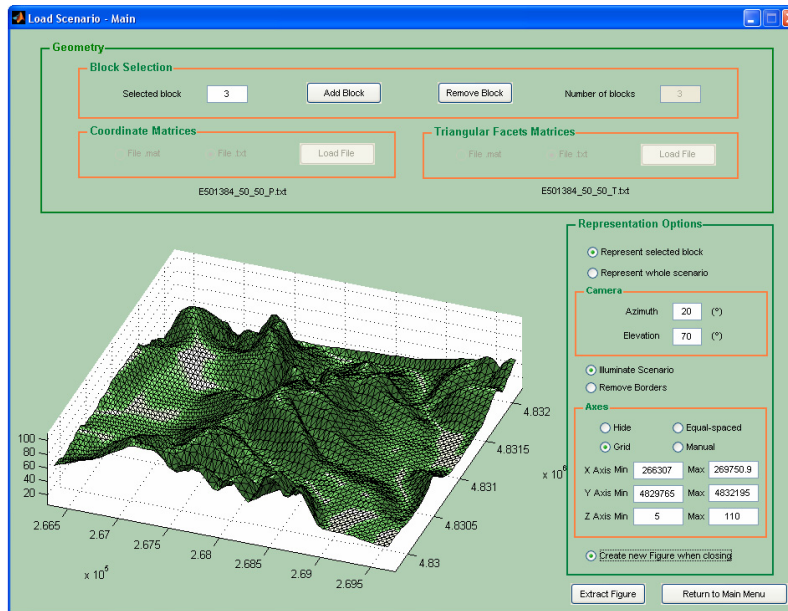 Load Scenario - Main
Geometry
Block Selection
Selected block 3 Add Block Remove Block Number of blocks 3
Coordinate Matrices
File .mat File .txt Load File
E501384_50_50_P.txt
Triangular Facets Matrices
File .mat File .txt Load File
E501384_50_50_T.txt
Representation Options
Represent selected block
Represent whole scenario
Camera
Azimuth 20 (º)
Elevation 70 (º)
Illuminate Scenario
Remove Borders
Axes
Hide Equal-spaced
Grid Manual
X Axis Min 266307 Max 269750.9
Y Axis Min 4829765 Max 4832195
Z Axis Min 5 Max 110
Create new Figure when closing
Extract Figure Return to Main Menu
100
80
60
40
20
2.665
2.67
2.675
2.68
2.685
2.69
2.695
x 10^5
4.83
4.8305
4.831
4.8315
4.832
x 10^6